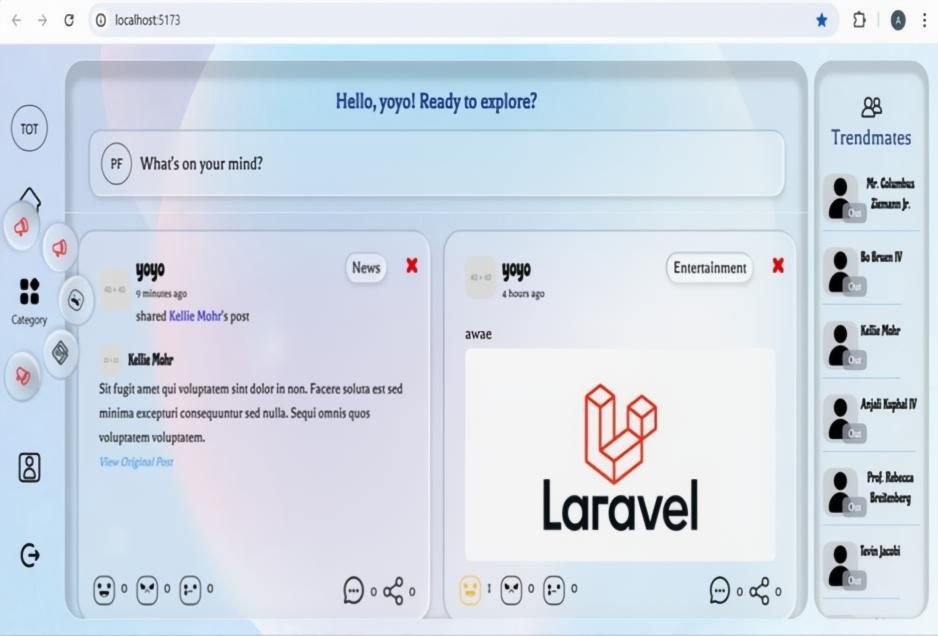 localhost:5173
A
Hello, yoyo! Ready to explore?
TOT
PF
What's on your mind?
Category
yoyo
9 minutes ago
News
shared Kellie Mohr's post
Kellie Mohr
Sit fugit amet qui voluptatem sint dolor in non. Facere soluta est sed
minima excepturi consequuntur sed nulla. Sequi omnis quos
voluptatem voluptatem.
View Original Post
0 0 0 0 0
yoyo
4 hours ago
Entertainment
awae
Laravel
1 0 0 0 0
Trendmates
Mr. Columbus
Ziemann Jr.
Out
Bo Bruen IV
Out
Kellie Mohr
Out
Anjali Kuphal IV
Out
Prof. Rebecca
Breitenberg
Out
Tevin Jacobi
Out